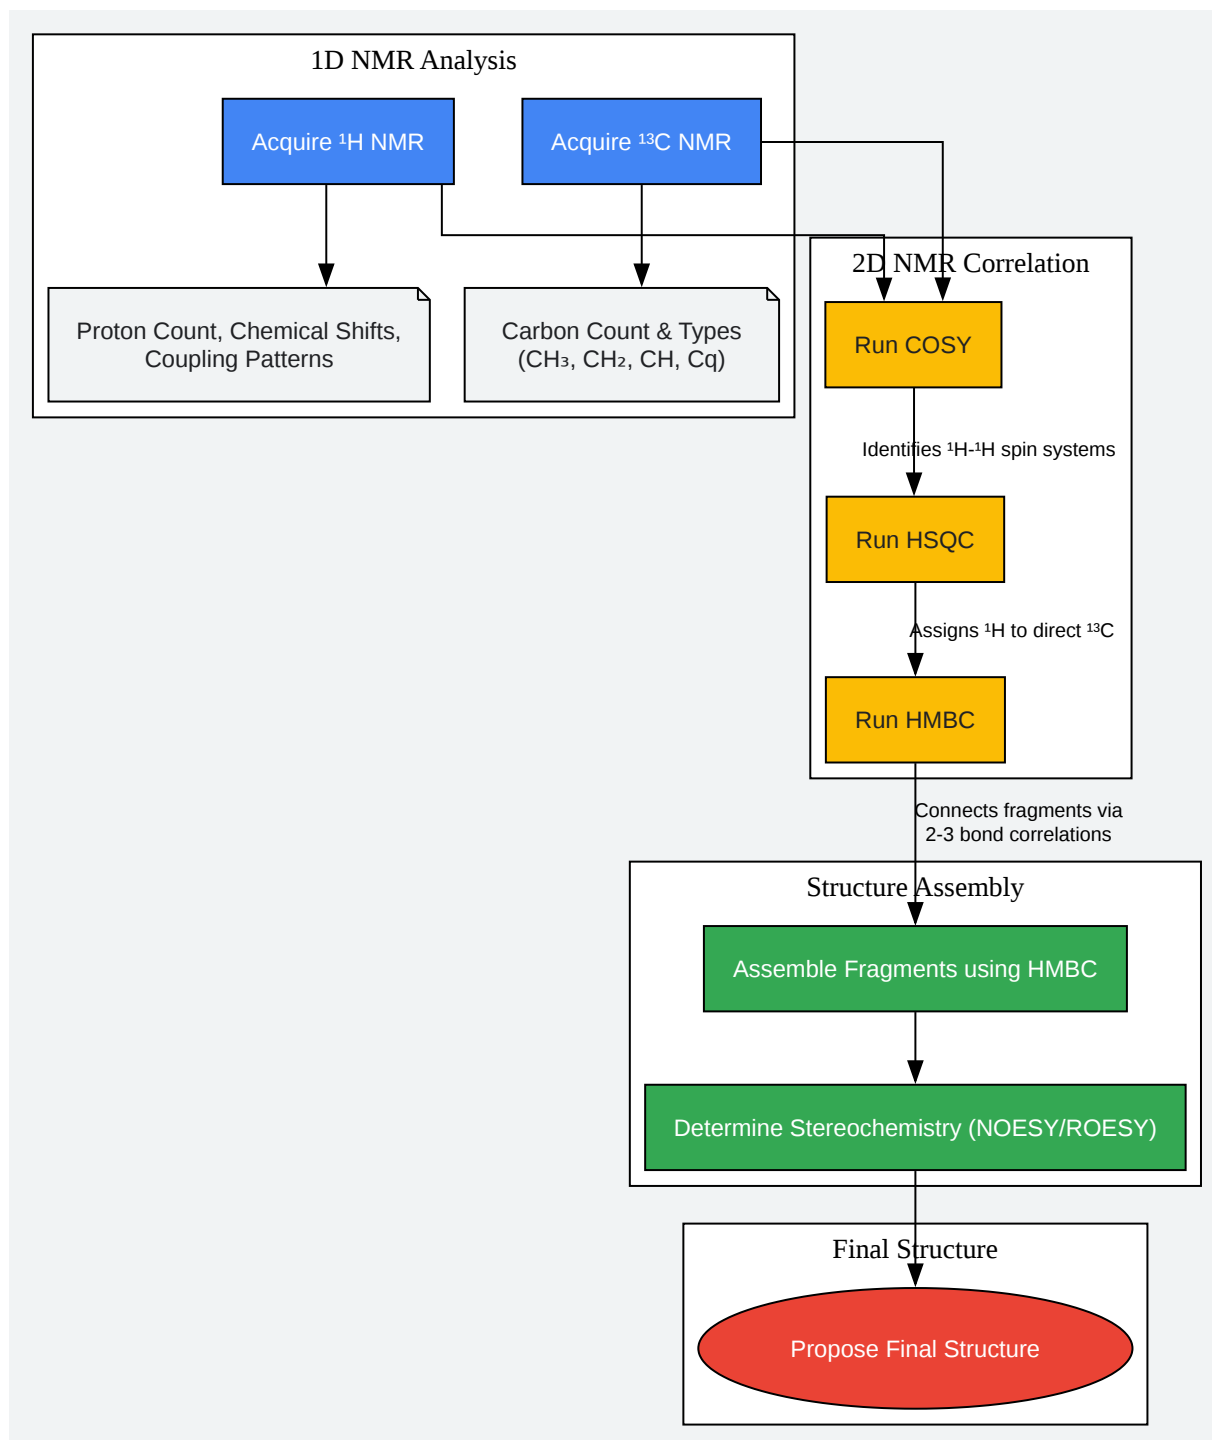 1D NMR Analysis
Acquire ¹H NMR
Acquire ¹³C NMR
Proton Count, Chemical Shifts,
Coupling Patterns
Carbon Count & Types
(CH₃, CH₂, CH, Cq)
2D NMR Correlation
Run COSY
Identifies ¹H-¹H spin systems
Run HSQC
Assigns ¹H to direct ¹³C
Run HMBC
Connects fragments via
2-3 bond correlations
Structure Assembly
Assemble Fragments using HMBC
Determine Stereochemistry (NOESY/ROESY)
Final Structure
Propose Final Structure